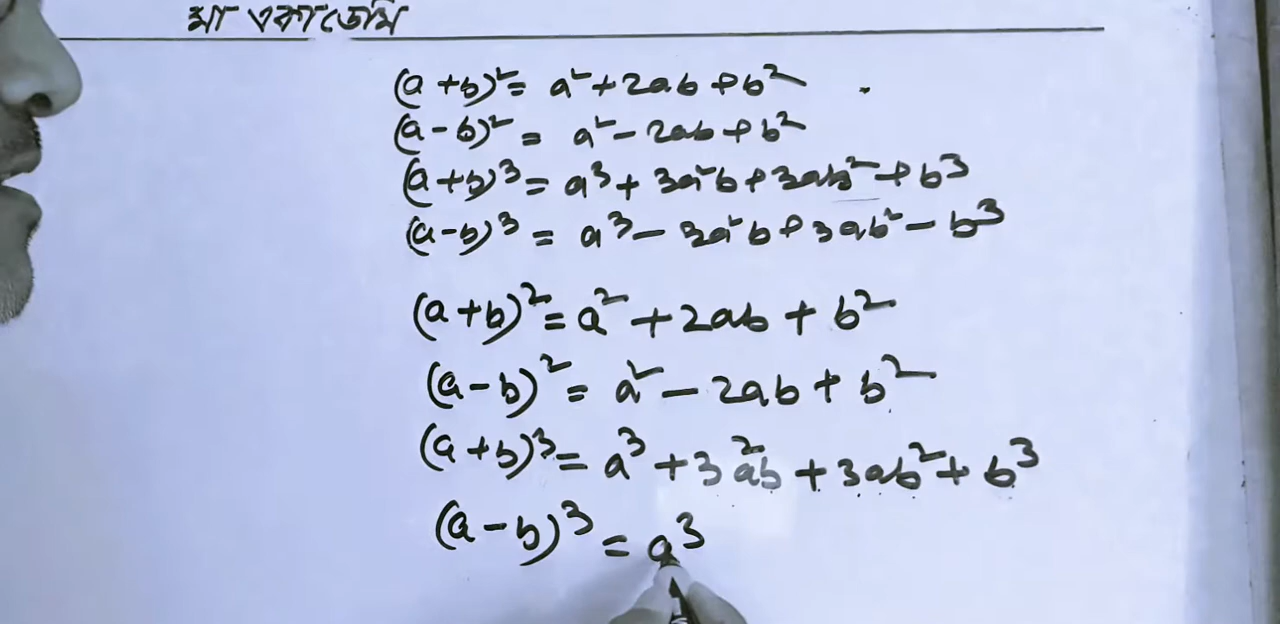 মা একাডেমি
(a+b)² = a²+2ab+b²
(a-b)² = a²-2ab+b²
(a+b)³ = a³+3a²b+3ab²+b³
(a-b)³ = a³-3a²b+3ab²-b³
(a+b)² = a²+2ab+b²
(a-b)² = a²-2ab+b²
(a+b)³ = a³+3a²b+3ab²+b³
(a-b)³ = a³